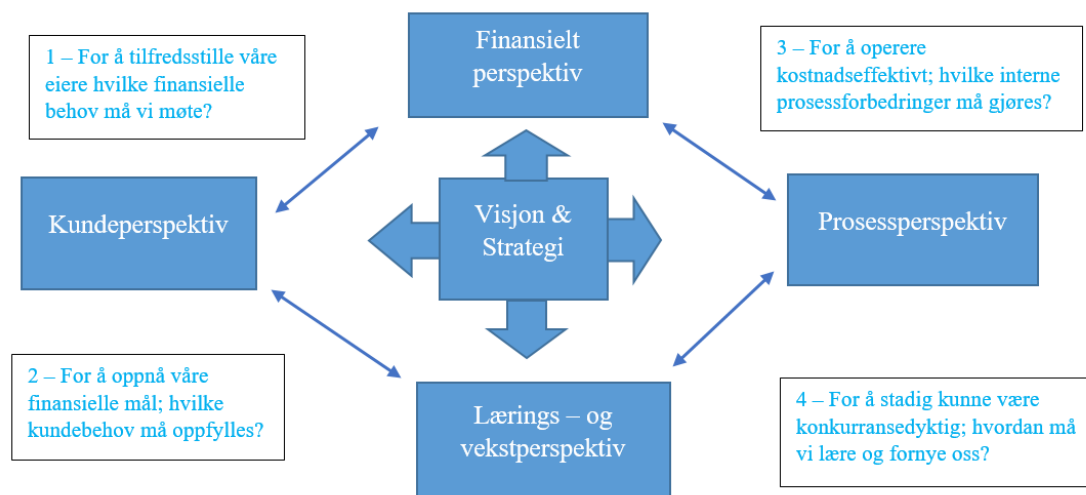 1 – For å tilfredsstille våre
eiere hvilke finansielle
behov må vi møte?
Finansielt
perspektiv
3 – For å operere
kostnadseffektivt; hvilke interne
prosessforbedringer må gjøres?
Kundeperspektiv
Visjon &
Strategi
Prosessperspektiv
2 – For å oppnå våre
finansielle mål; hvilke
kundebehov må oppfylles?
Lærings – og
vekstperspektiv
4 – For å stadig kunne være
konkurransedyktig; hvordan må
vi lære og fornye oss?